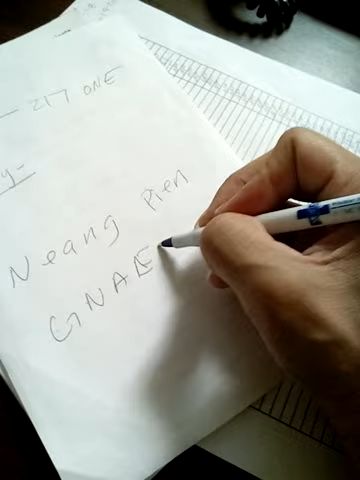 - 217 ONE
y-
Neang Pien
GNAE